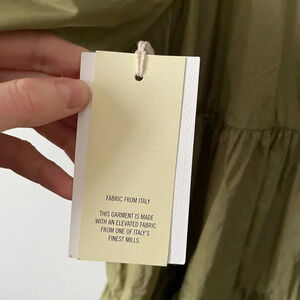 FABRIC FROM ITALY
THIS GARMENT IS MADE
WITH AN ELEVATED FABRIC
FROM ONE OF ITALY'S
FINEST MILLS.